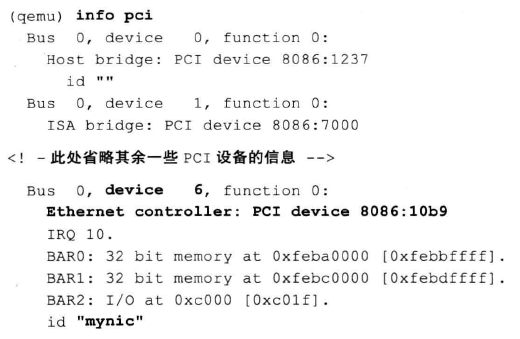 (qemu) info pci
Bus 0, device 0, function 0:
Host bridge: PCI device 8086:1237
id ""
Bus 0, device 1, function 0:
ISA bridge: PCI device 8086:7000
<! - 此处省略其余一些 PCI 设备的信息 -->
Bus 0, device 6, function 0:
Ethernet controller: PCI device 8086:10b9
IRQ 10.
BAR0: 32 bit memory at 0xfeba0000 [0xfebbffff].
BAR1: 32 bit memory at 0xfebc0000 [0xfebdffff].
BAR2: I/O at 0xc000 [0xc01f].
id "mynic"